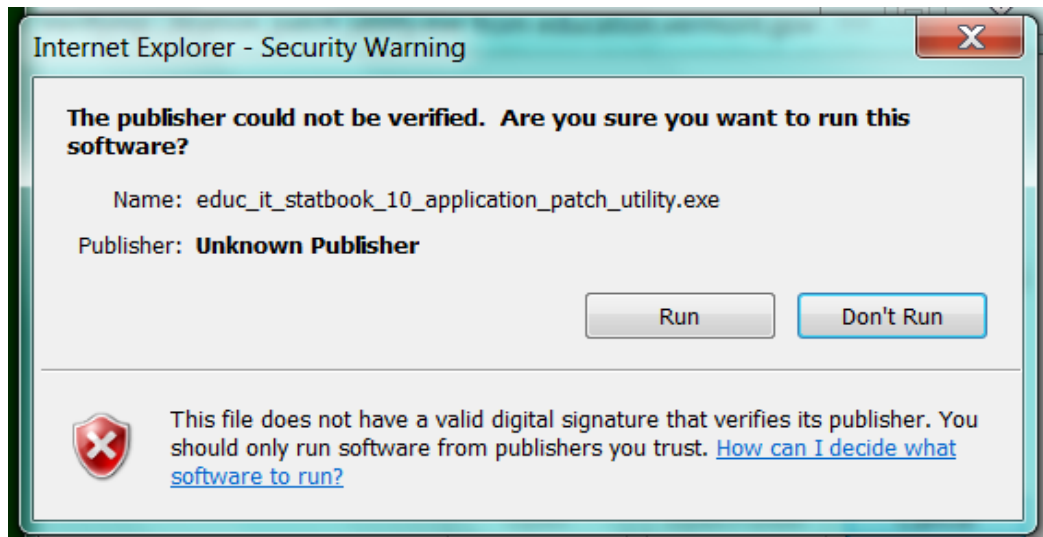 Internet Explorer - Security Warning
The publisher could not be verified.  Are you sure you want to run this
software?
Name: educ_it_statbook_10_application_patch_utility.exe
Publisher: Unknown Publisher
Run Don't Run
This file does not have a valid digital signature that verifies its publisher. You
should only run software from publishers you trust. How can I decide what
software to run?